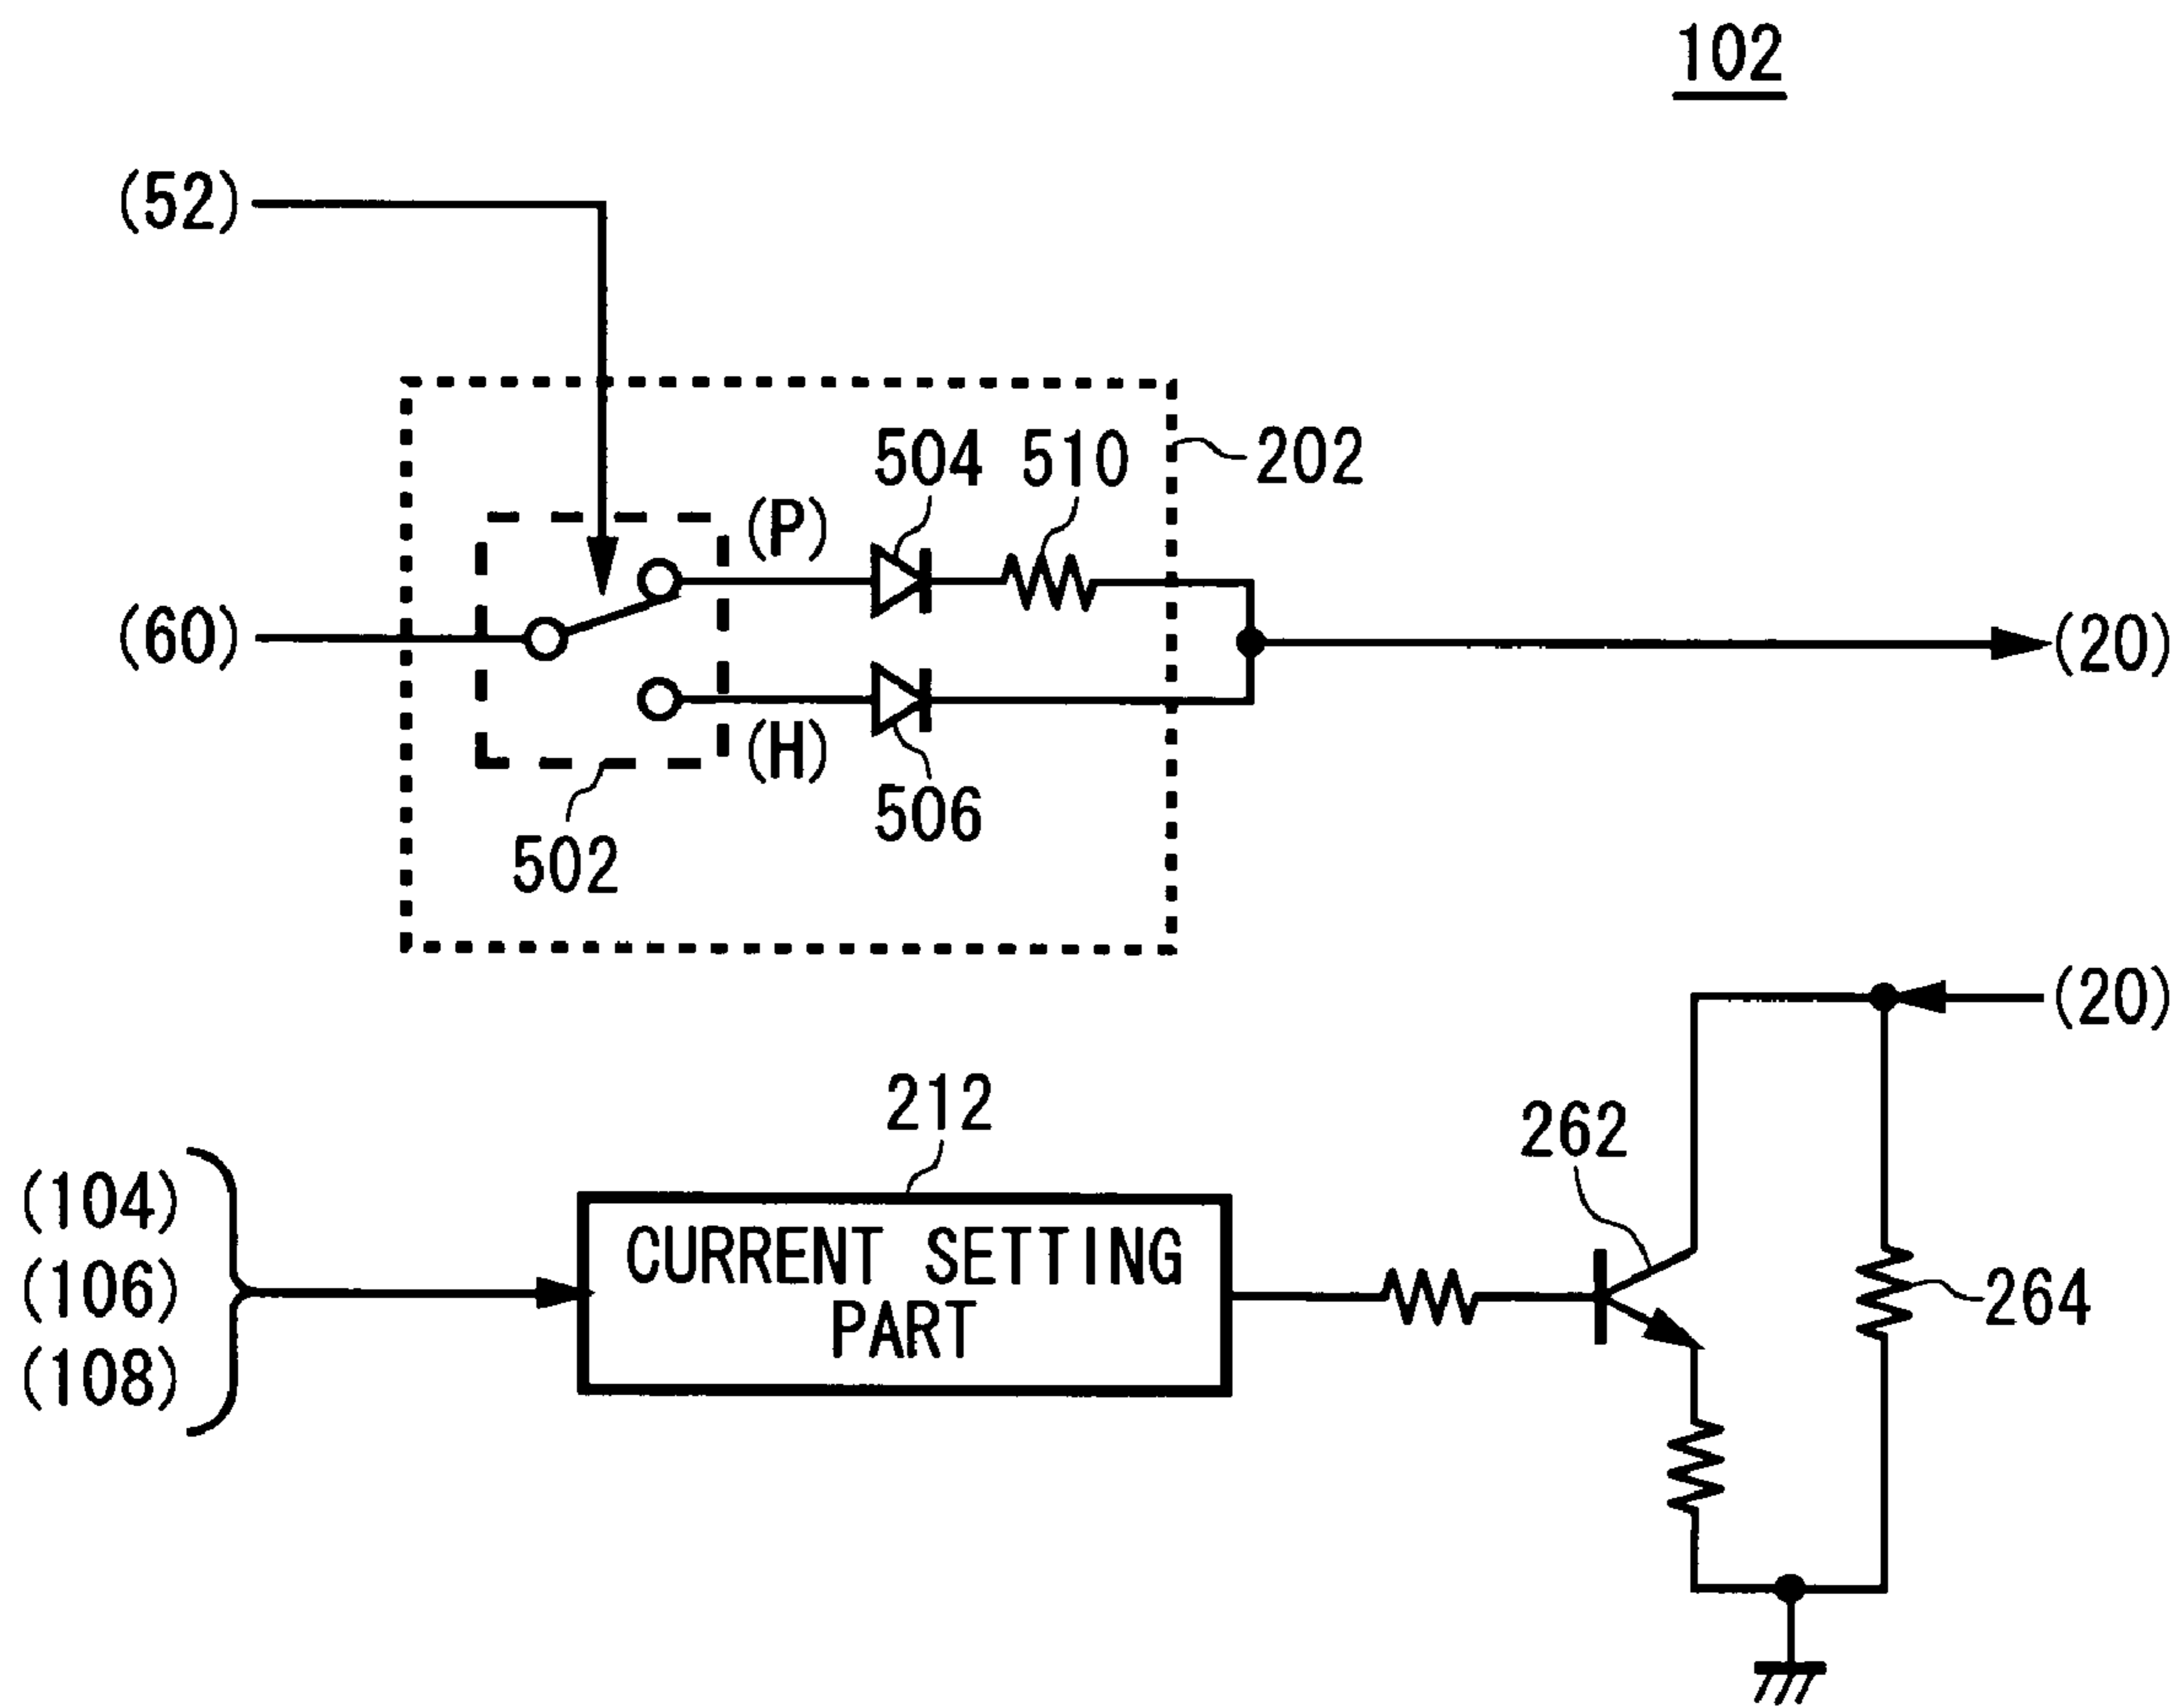 102
(52)
504 510 202
(P)
(60)
(20)
(H)
506
502
(20)
212
262
(104)
(106)
(108)
CURRENT SETTING
PART
264